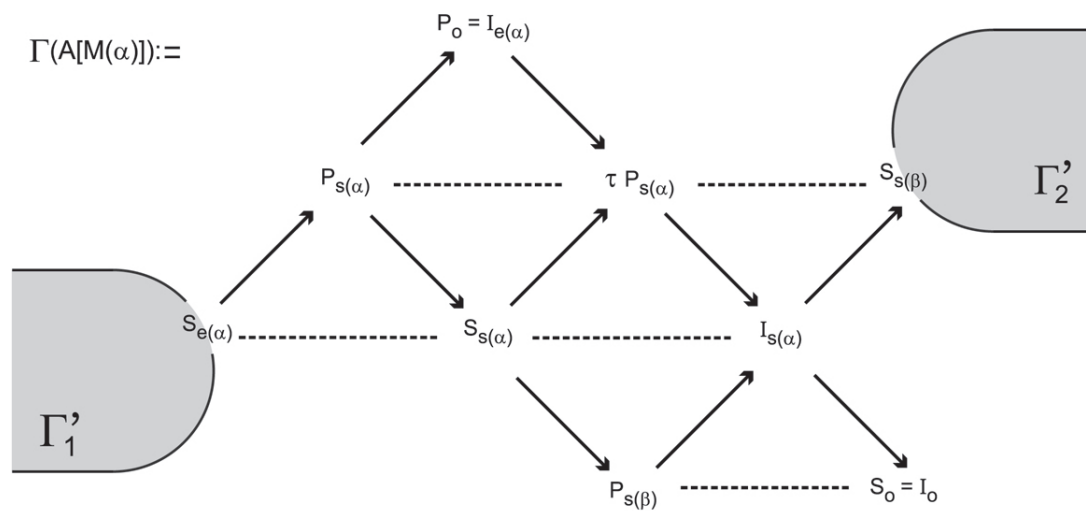 P_o = I_e(α)
Γ(A[M(α)]):=
P_s(α)
τ P_s(α)
S_s(β)
Γ'_2
S_e(α)
S_s(α)
I_s(α)
Γ'_1
P_s(β)
S_o = I_o